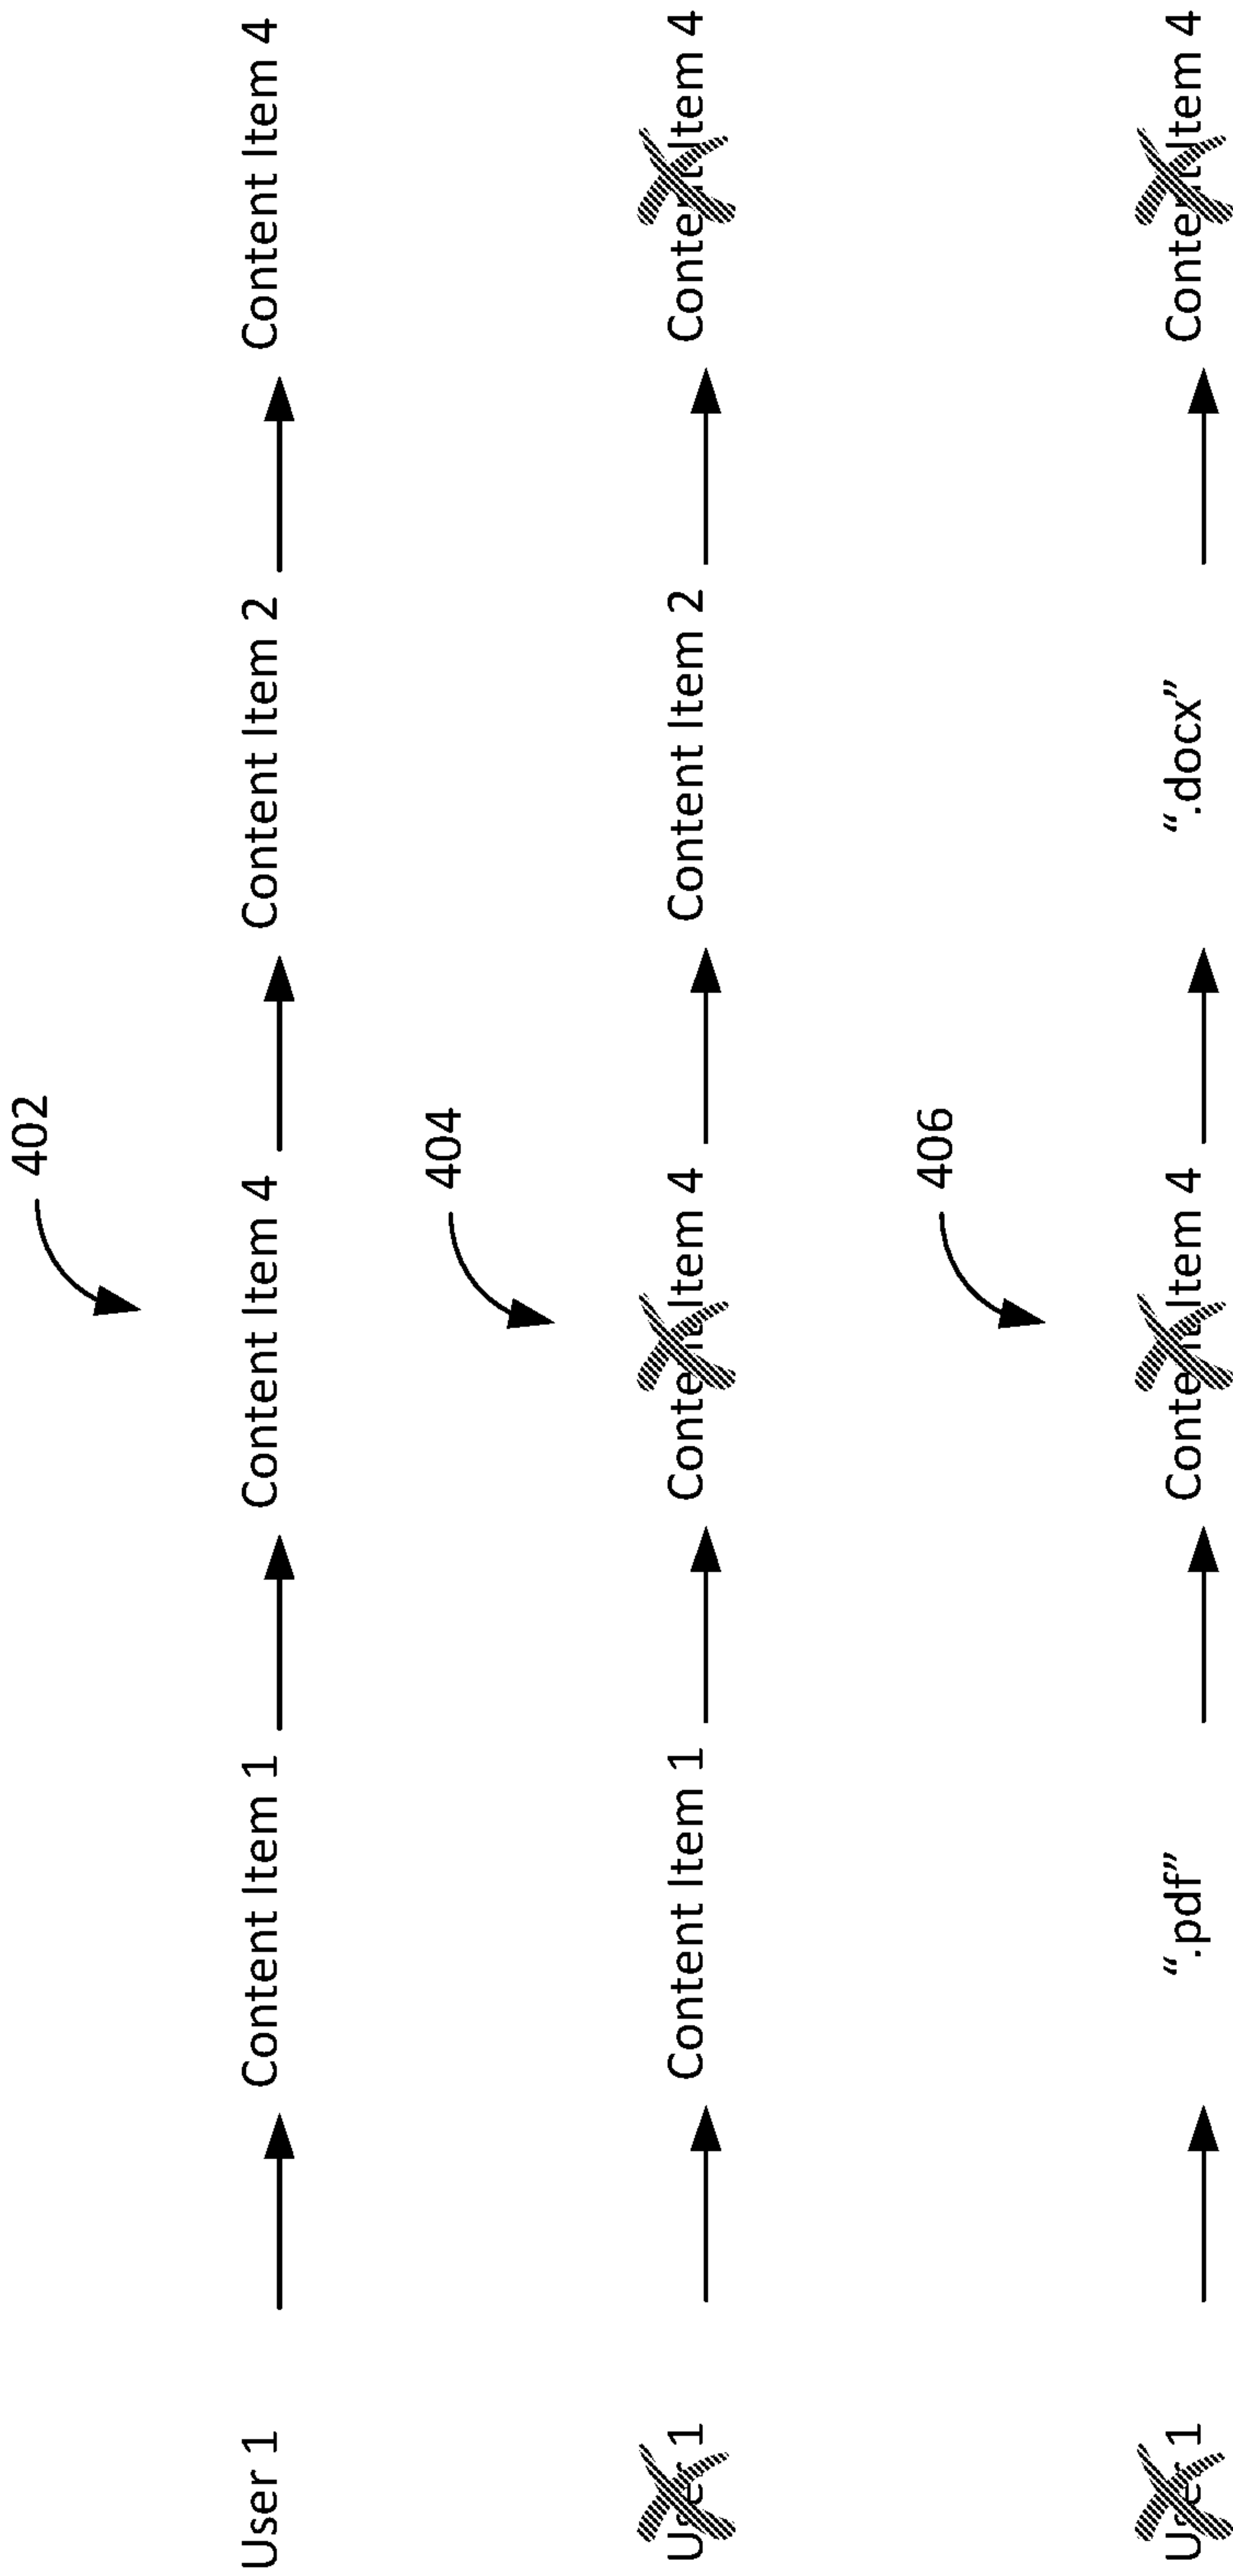 402
User 1 Content Item 1 Content Item 4 Content Item 2 Content Item 4
404
User 1 Content Item 1 Content Item 4 Content Item 2 Content Item 4
406
User 1 “.pdf” Content Item 4 “.docx” Content Item 4